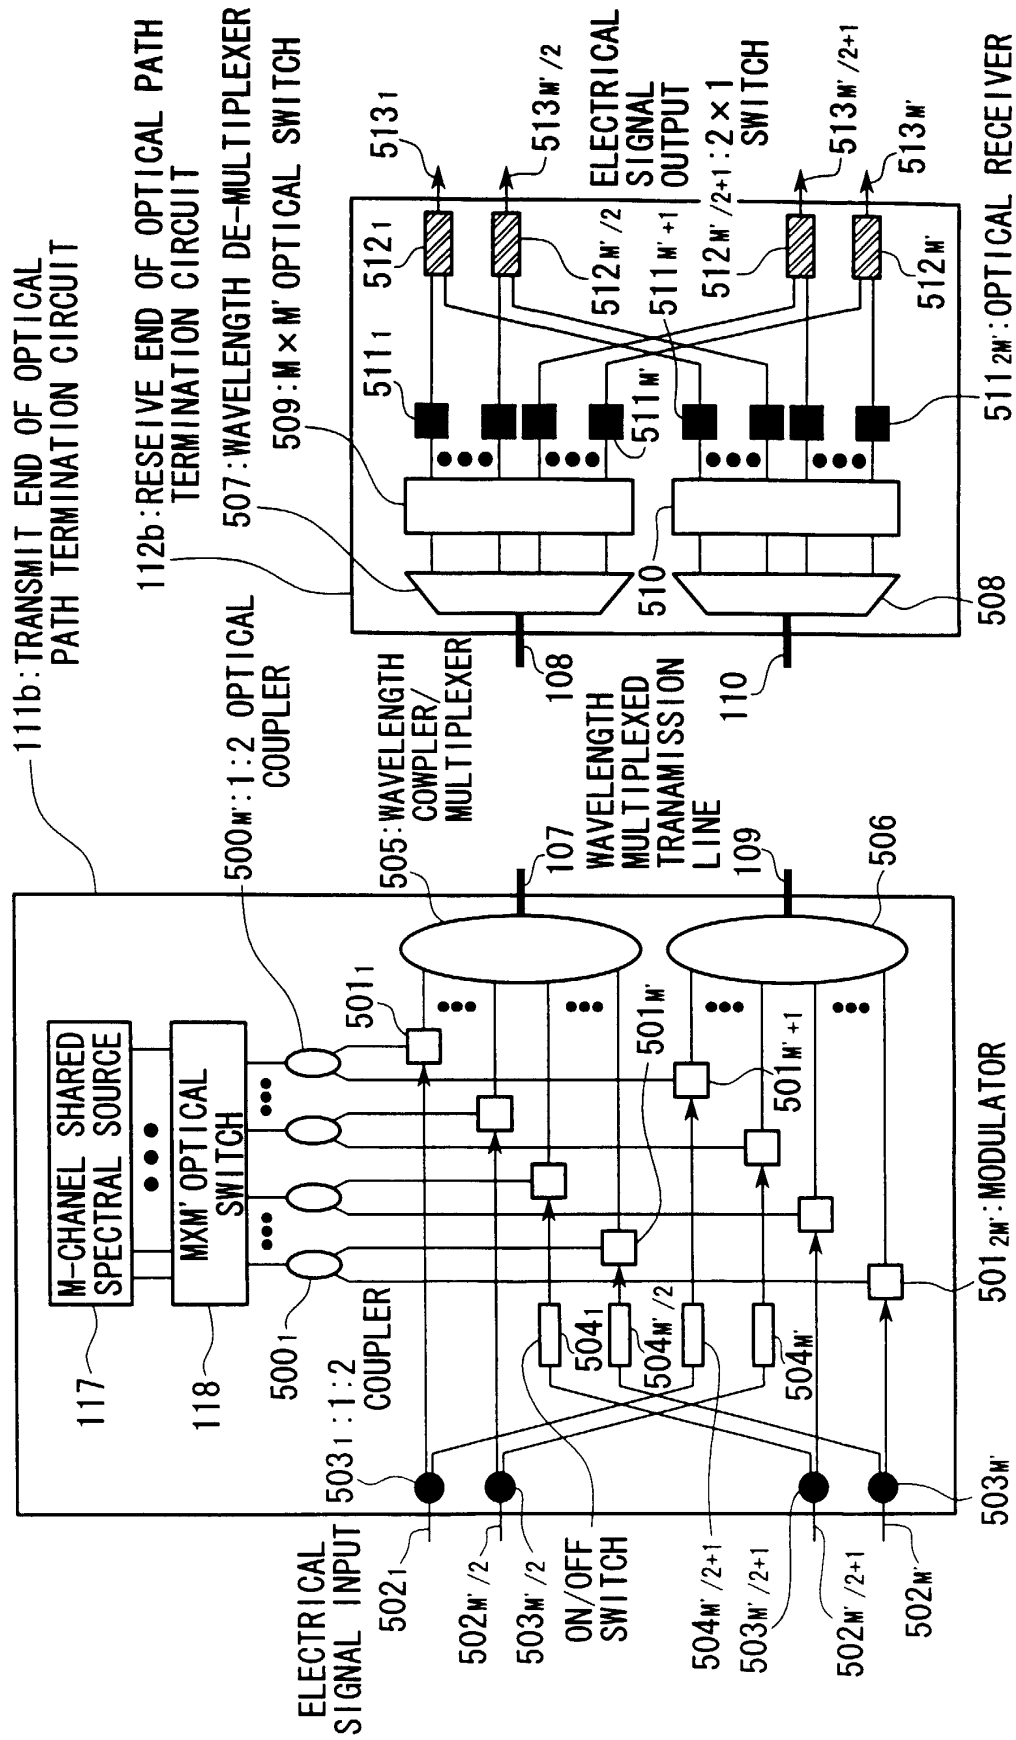 111b:TRANSMIT END OF OPTICAL
PATH TERMINATION CIRCUIT
112b:RESEIVE END OF OPTICAL PATH
TERMINATION CIRCUIT
507:WAVELENGTH DE-MULTIPLEXER
509:M×M'OPTICAL SWITCH
M-CHANEL SHARED
SPECTRAL SOURCE
117
MXM'OPTICAL
SWITCH
118
500M':1:2 OPTICAL
COUPLER
5001
5031:1:2
COUPLER
505:WAVELENGTH
COWPLER/
MULTIPLEXER
ELECTRICAL
SIGNAL INPUT
5021
502M'/2
503M'/2
ON/OFF
SWITCH
504M'/2+1
503M'/2+1
502M'/2+1
502M'
503M'
5041
504M'/2
504M'
5011
501M'
501M'+1
5012M':MODULATOR
107
WAVELENGTH
MULTIPLEXED
TRANAMISSION
LINE
109
506
108
110
510
508
5111
511M'
511M'+1
5112M':OPTICAL RECEIVER
5121
512M'/2
512M'/2+1:2×1
SWITCH
512M'
5131
513M'/2
ELECTRICAL
SIGNAL
OUTPUT
513M'/2+1
513M'